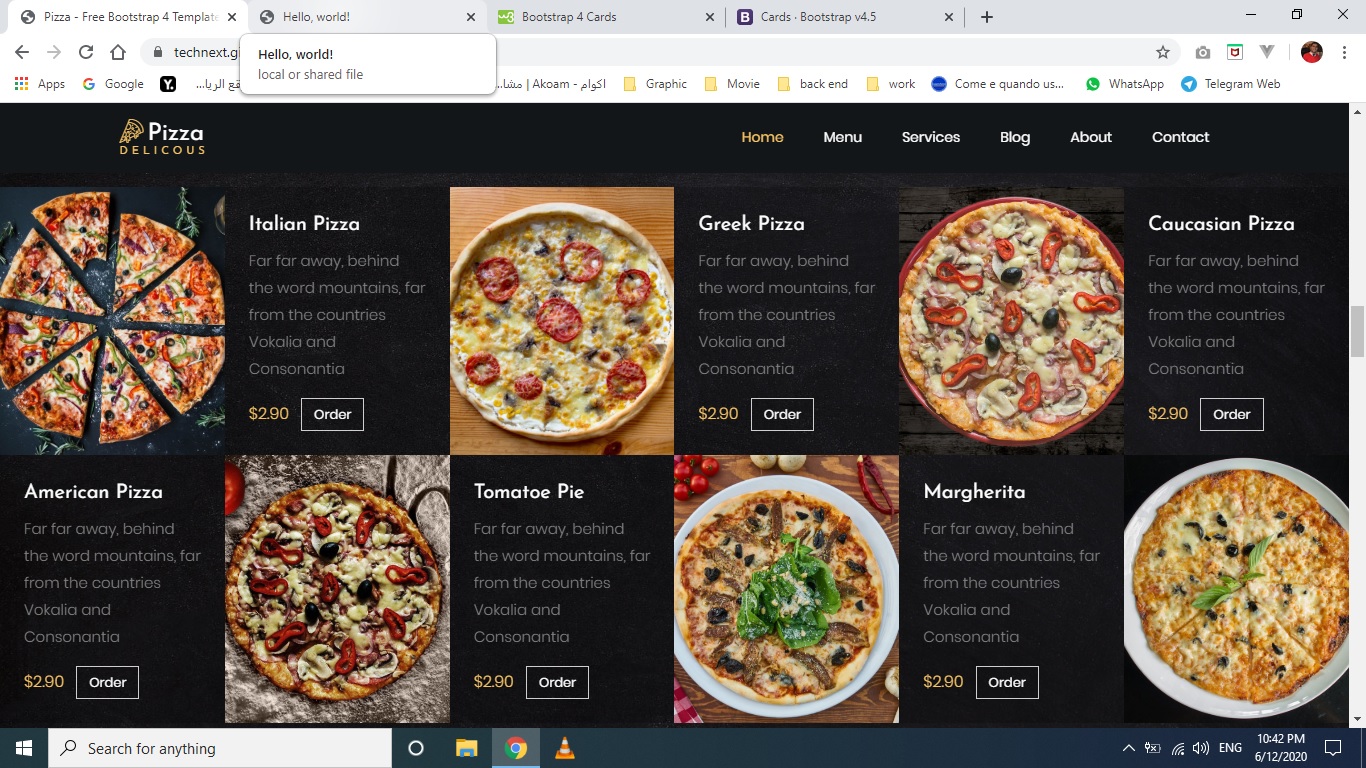 Pizza - Free Bootstrap 4 Template
Hello, world!
Bootstrap 4 Cards
Cards · Bootstrap v4.5
technext.gi
Hello, world!
local or shared file
Apps
Google
...قع الريا
...اكوام - Akoam | مشا
Graphic
Movie
back end
work
Come e quando us...
WhatsApp
Telegram Web
Pizza
DELICOUS
Home
Menu
Services
Blog
About
Contact
Italian Pizza
Far far away, behind
the word mountains, far
from the countries
Vokalia and
Consonantia
$2.90
Order
Greek Pizza
Far far away, behind
the word mountains, far
from the countries
Vokalia and
Consonantia
$2.90
Order
Caucasian Pizza
Far far away, behind
the word mountains, far
from the countries
Vokalia and
Consonantia
$2.90
Order
American Pizza
Far far away, behind
the word mountains, far
from the countries
Vokalia and
Consonantia
$2.90
Order
Tomatoe Pie
Far far away, behind
the word mountains, far
from the countries
Vokalia and
Consonantia
$2.90
Order
Margherita
Far far away, behind
the word mountains, far
from the countries
Vokalia and
Consonantia
$2.90
Order
Search for anything
ENG
10:42 PM
6/12/2020